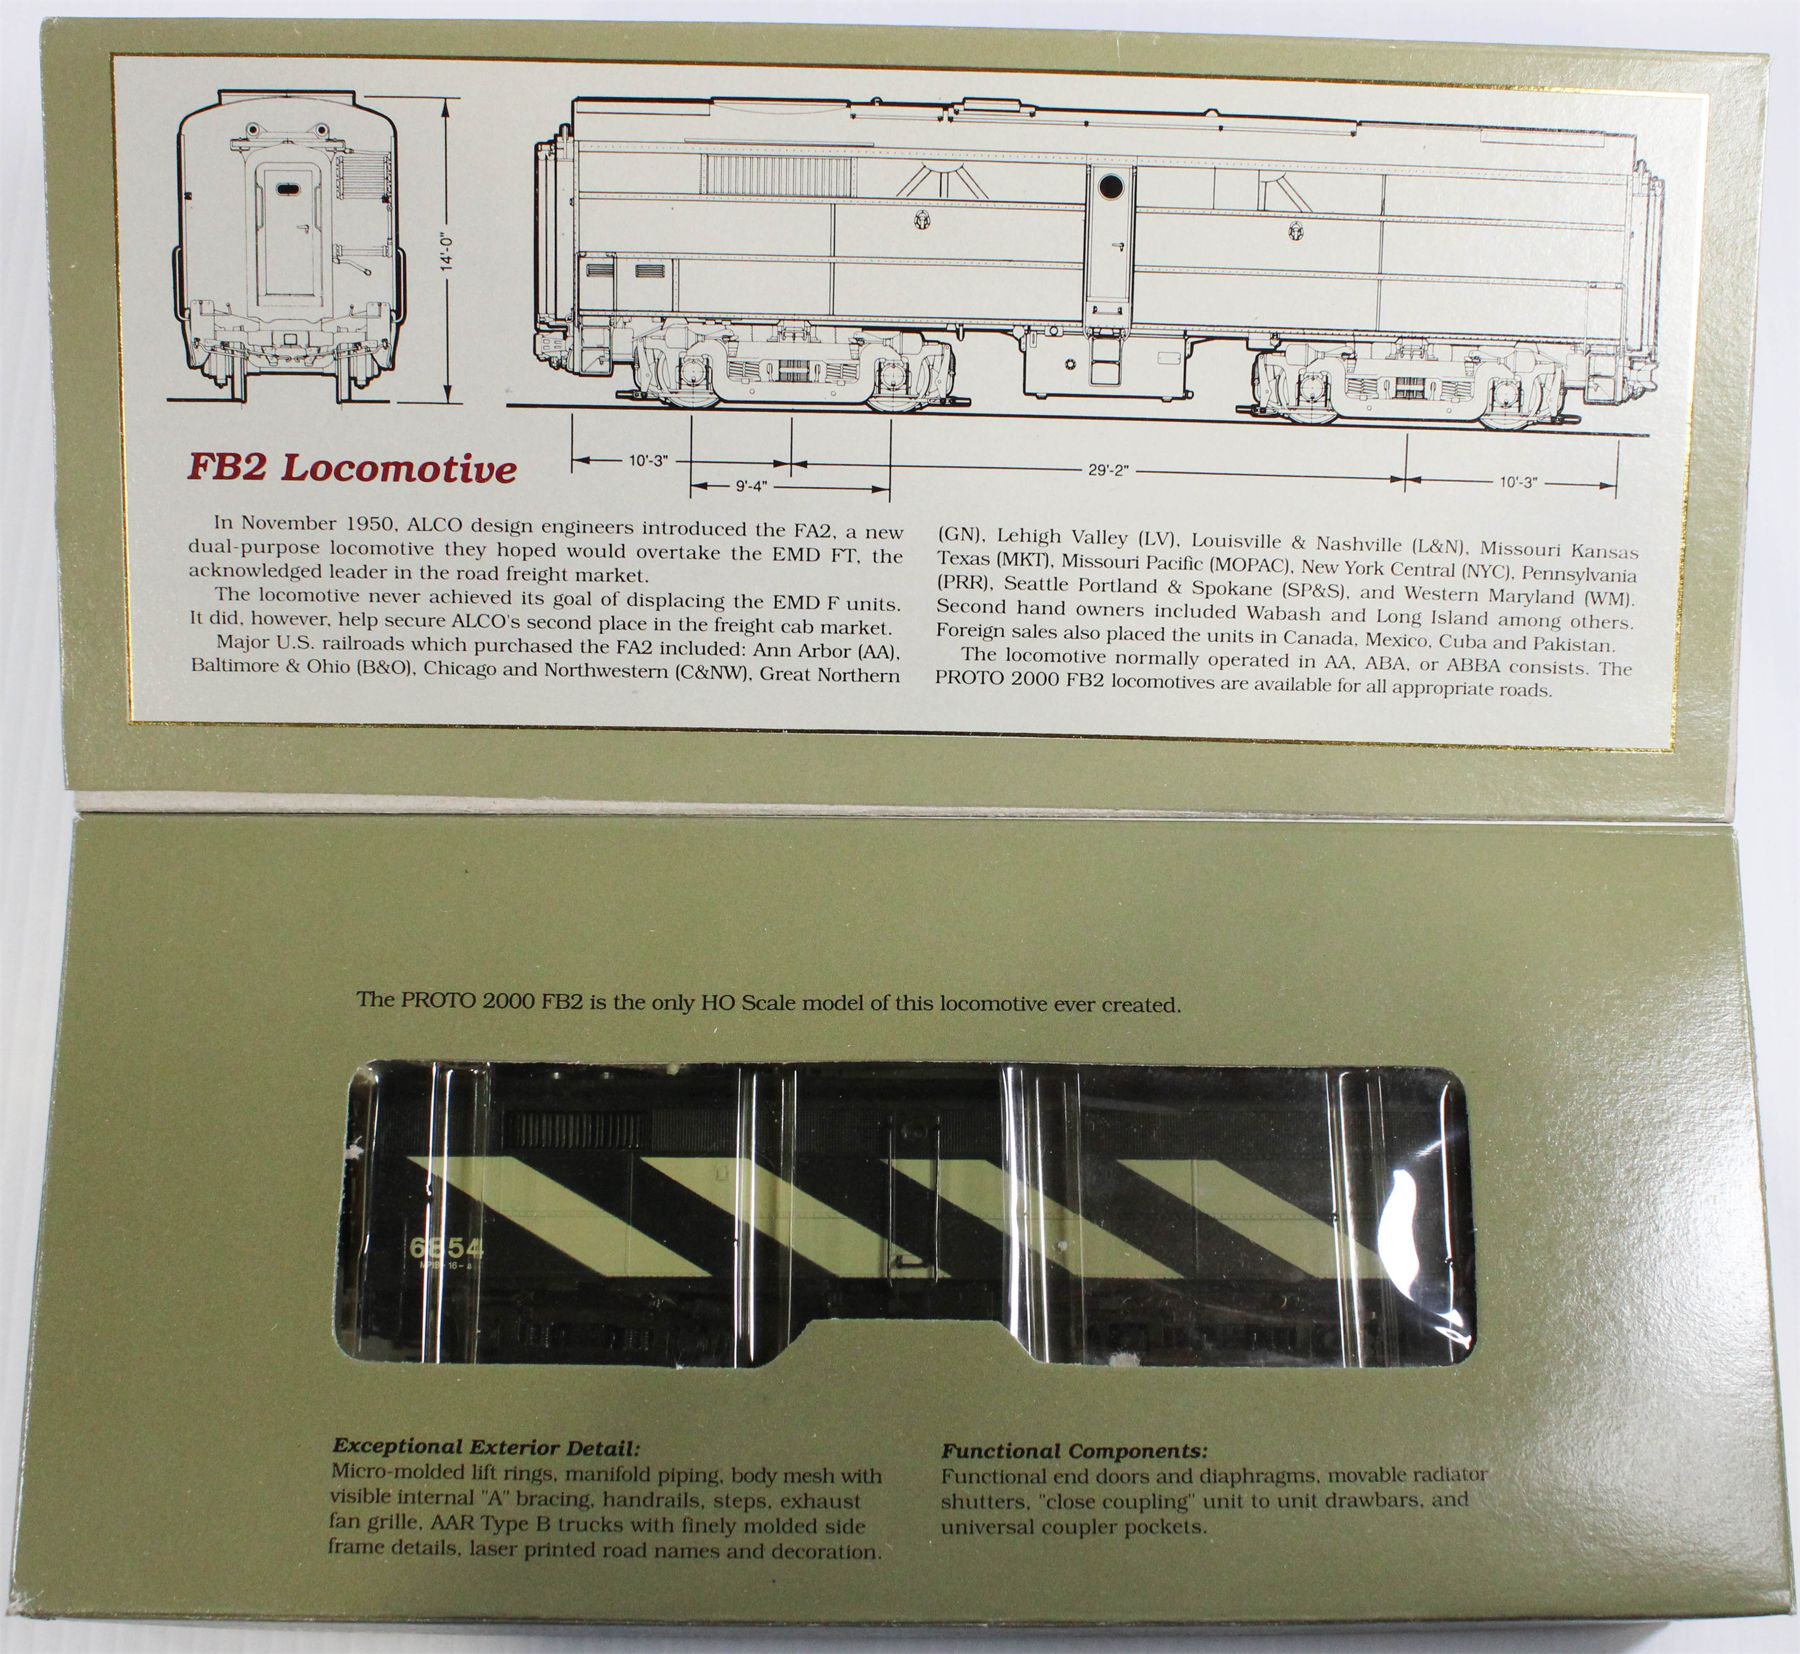 14'-0"
10'-3"
9'-4"
29'-2"
10'-3"
FB2 Locomotive
In November 1950, ALCO design engineers introduced the FA2, a new
dual-purpose locomotive they hoped would overtake the EMD FT, the
acknowledged leader in the road freight market.
The locomotive never achieved its goal of displacing the EMD F units.
It did, however, help secure ALCO's second place in the freight cab market.
Major U.S. railroads which purchased the FA2 included: Ann Arbor (AA),
Baltimore & Ohio (B&O), Chicago and Northwestern (C&NW), Great Northern
(GN), Lehigh Valley (LV), Louisville & Nashville (L&N), Missouri Kansas
Texas (MKT), Missouri Pacific (MOPAC), New York Central (NYC), Pennsylvania
(PRR), Seattle Portland & Spokane (SP&S), and Western Maryland (WM).
Second hand owners included Wabash and Long Island among others.
Foreign sales also placed the units in Canada, Mexico, Cuba and Pakistan.
The locomotive normally operated in AA, ABA, or ABBA consists. The
PROTO 2000 FB2 locomotives are available for all appropriate roads.
The PROTO 2000 FB2 is the only HO Scale model of this locomotive ever created.
6854
Exceptional Exterior Detail:
Micro-molded lift rings, manifold piping, body mesh with
visible internal "A" bracing, handrails, steps, exhaust
fan grille, AAR Type B trucks with finely molded side
frame details, laser printed road names and decoration.
Functional Components:
Functional end doors and diaphragms, movable radiator
shutters, "close coupling" unit to unit drawbars, and
universal coupler pockets.